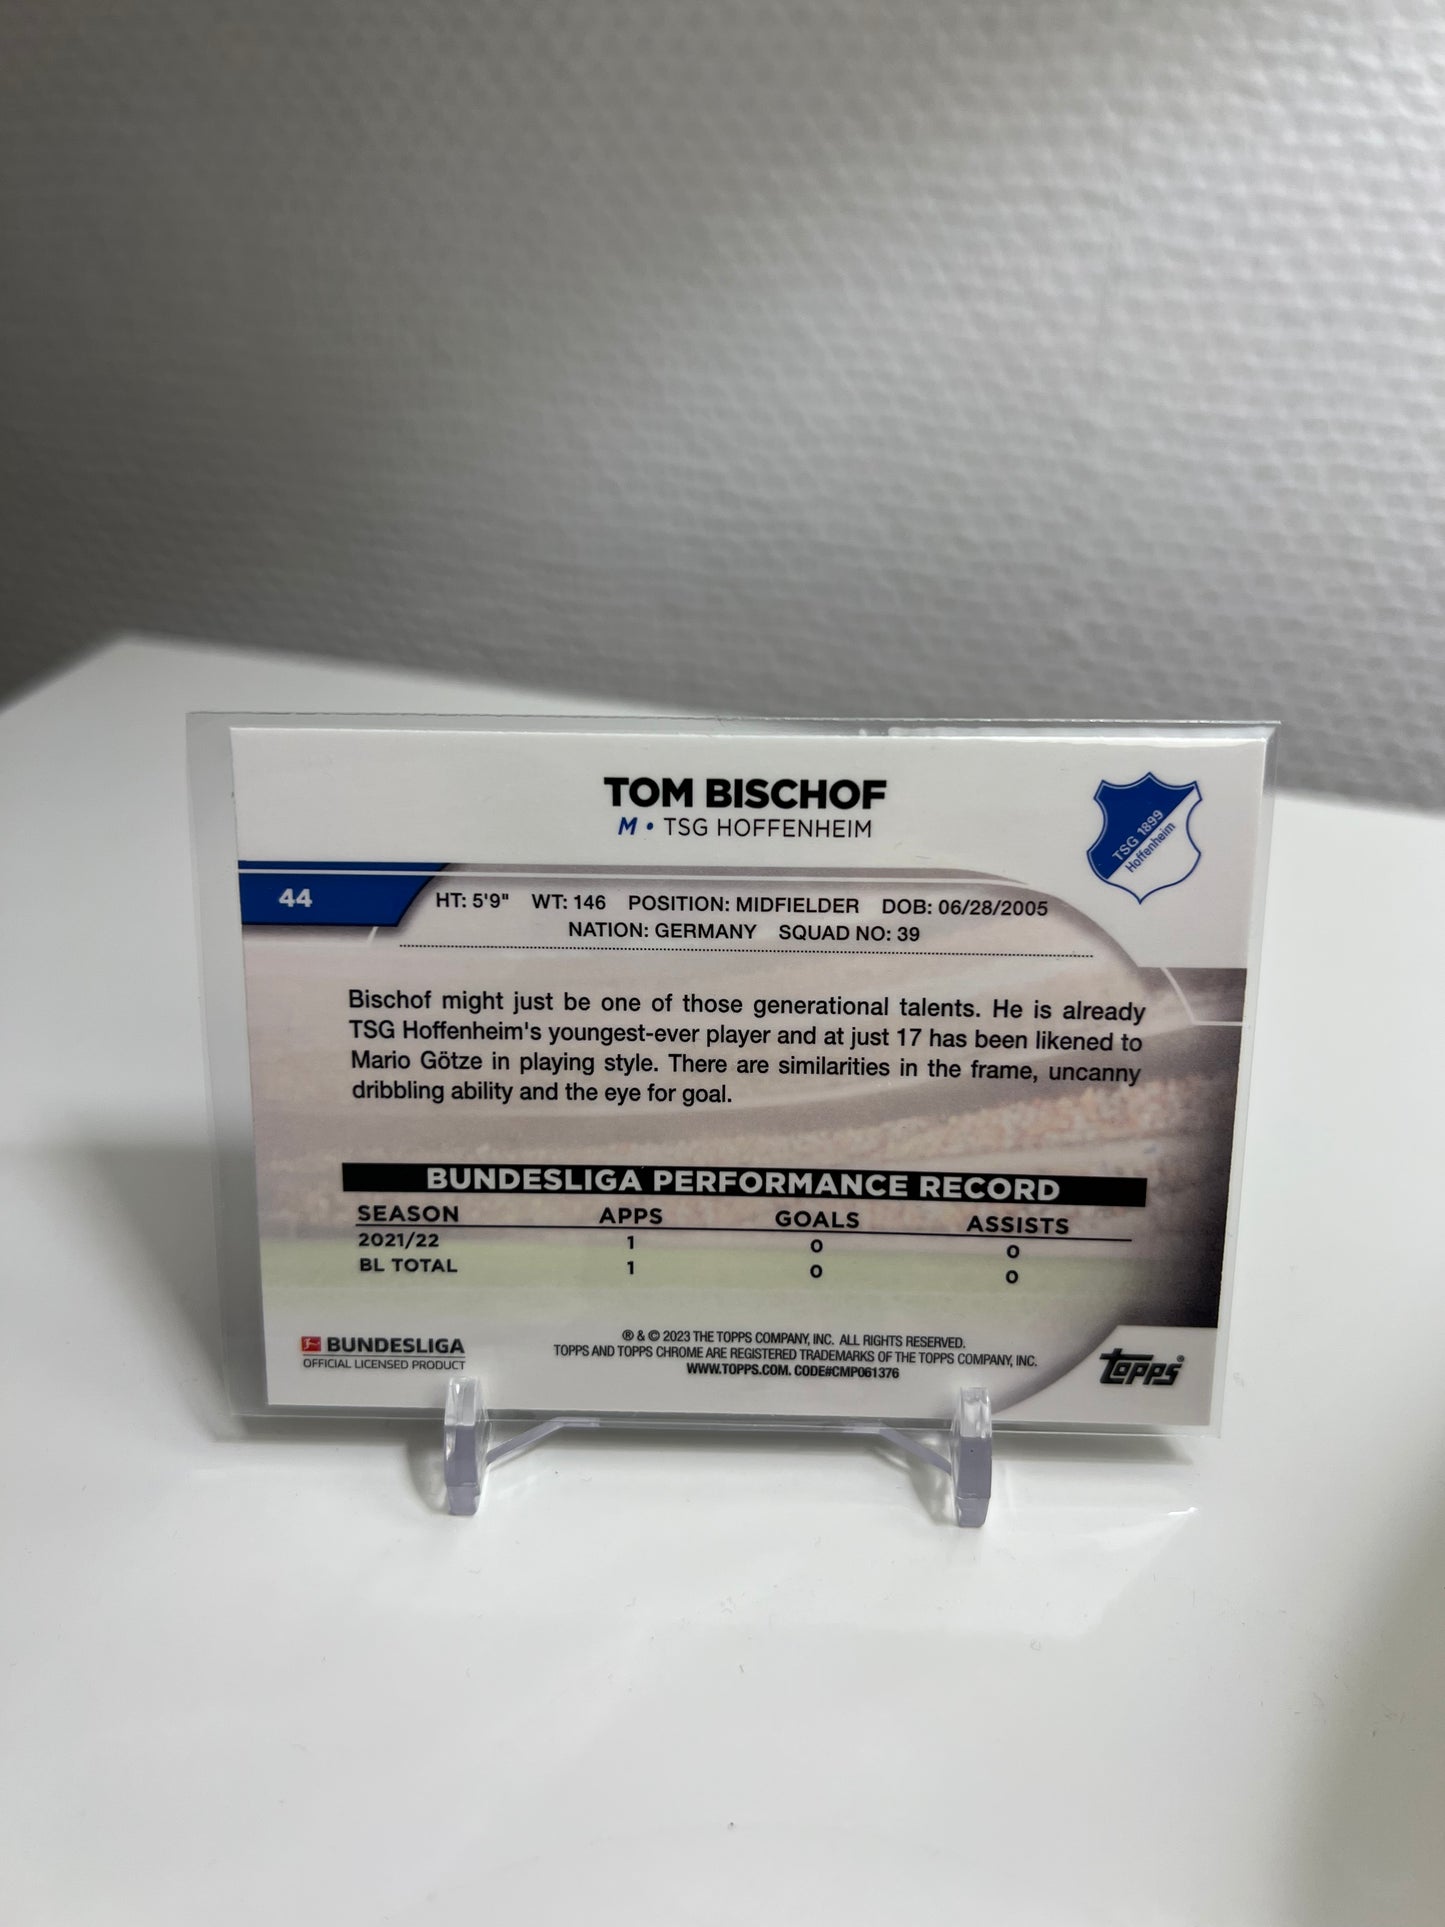 TOM BISCHOF
M • TSG HOFFENHEIM
TSG 1899
Hoffenheim
44
HT: 5'9" WT: 146 POSITION: MIDFIELDER DOB: 06/28/2005
NATION: GERMANY SQUAD NO: 39
Bischof might just be one of those generational talents. He is already
TSG Hoffenheim's youngest-ever player and at just 17 has been likened to
Mario Götze in playing style. There are similarities in the frame, uncanny
dribbling ability and the eye for goal.
BUNDESLIGA PERFORMANCE RECORD
SEASON APPS GOALS ASSISTS
2021/22 1 0 0
BL TOTAL 1 0 0
BUNDESLIGA
OFFICIAL LICENSED PRODUCT
® & © 2023 THE TOPPS COMPANY, INC. ALL RIGHTS RESERVED.
TOPPS AND TOPPS CHROME ARE REGISTERED TRADEMARKS OF THE TOPPS COMPANY, INC.
WWW.TOPPS.COM. CODE#CMP061376
topps®